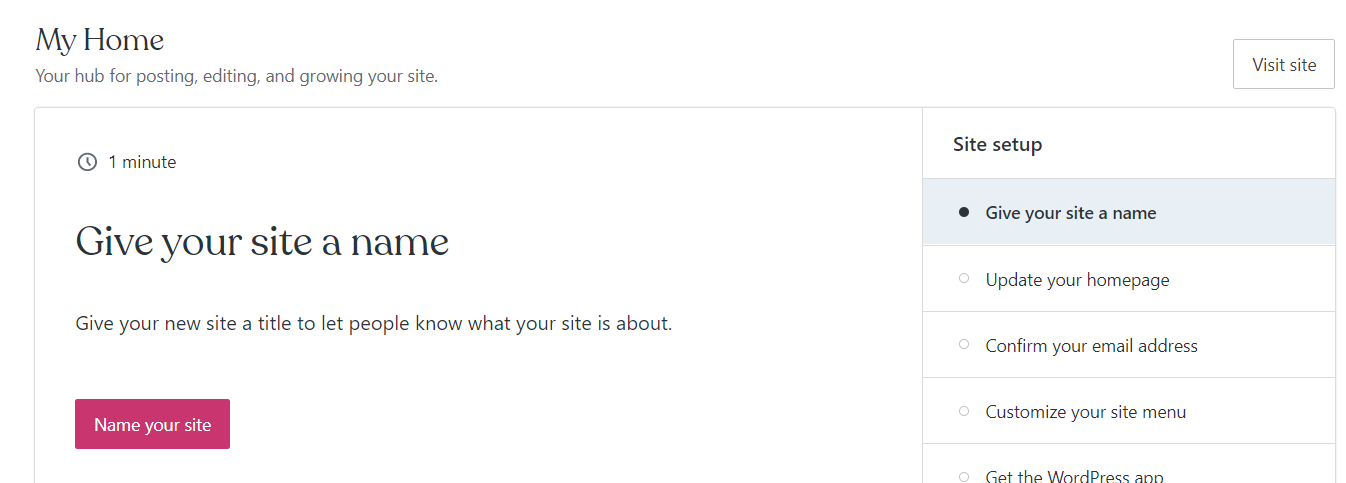 My Home
Your hub for posting, editing, and growing your site.
Visit site
1 minute
Give your site a name
Give your new site a title to let people know what your site is about.
Name your site
Site setup
Give your site a name
Update your homepage
Confirm your email address
Customize your site menu
Get the WordPress app